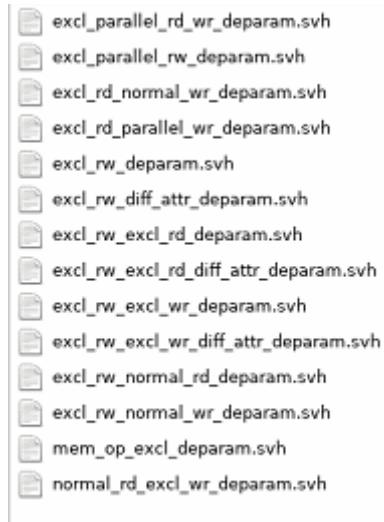 excl_parallel_rd_wr_deparam.svh
excl_parallel_rw_deparam.svh
excl_rd_normal_wr_deparam.svh
excl_rd_parallel_wr_deparam.svh
excl_rw_deparam.svh
excl_rw_diff_attr_deparam.svh
excl_rw_excl_rd_deparam.svh
excl_rw_excl_rd_diff_attr_deparam.svh
excl_rw_excl_wr_deparam.svh
excl_rw_excl_wr_diff_attr_deparam.svh
excl_rw_normal_rd_deparam.svh
excl_rw_normal_wr_deparam.svh
mem_op_excl_deparam.svh
normal_rd_excl_wr_deparam.svh